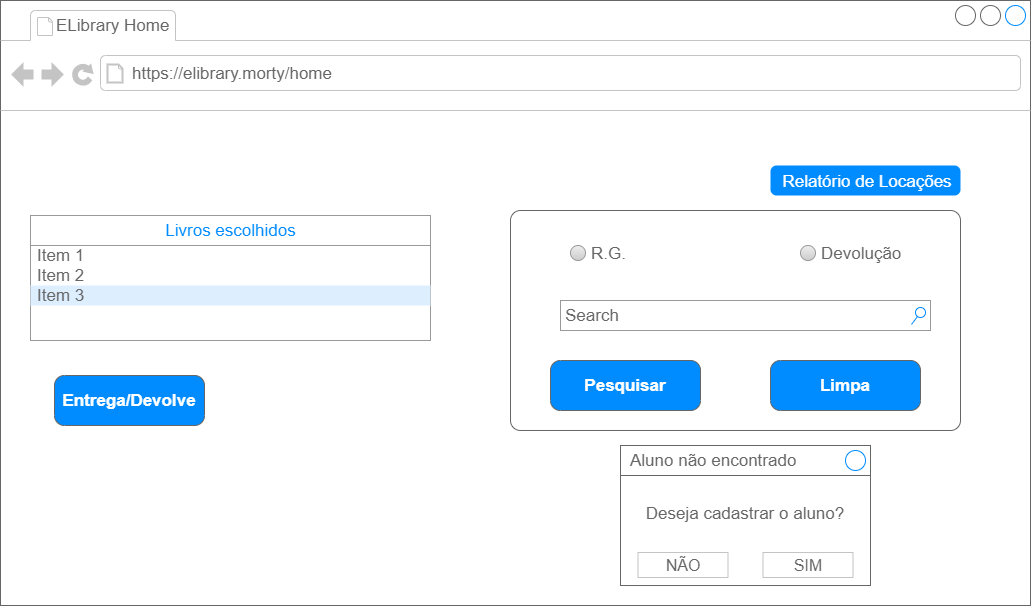 ELibrary Home
https://elibrary.morty/home
Relatório de Locações
Livros escolhidos
Item 1
Item 2
Item 3
Entrega/Devolve
R.G.
Devolução
Search
Pesquisar
Limpa
Aluno não encontrado
Deseja cadastrar o aluno?
NÃO
SIM